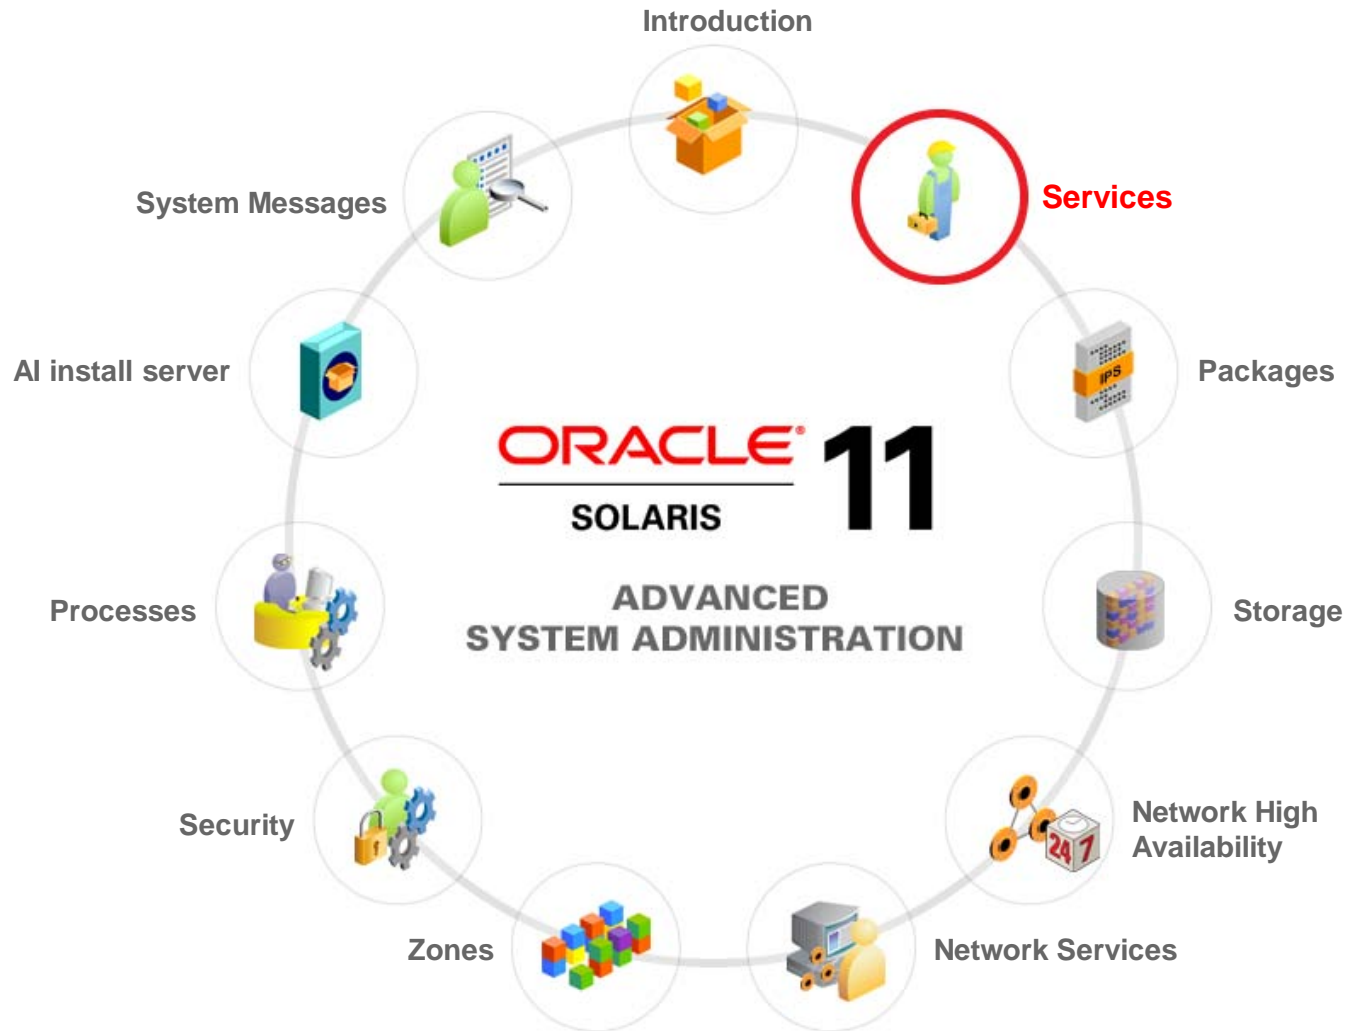 Introduction
Services
System Messages
AI install server
Packages
IPS
ORACLE® 11
SOLARIS
ADVANCED
SYSTEM ADMINISTRATION
Processes
Storage
Security
Network High
Availability
24 7
Zones
Network Services